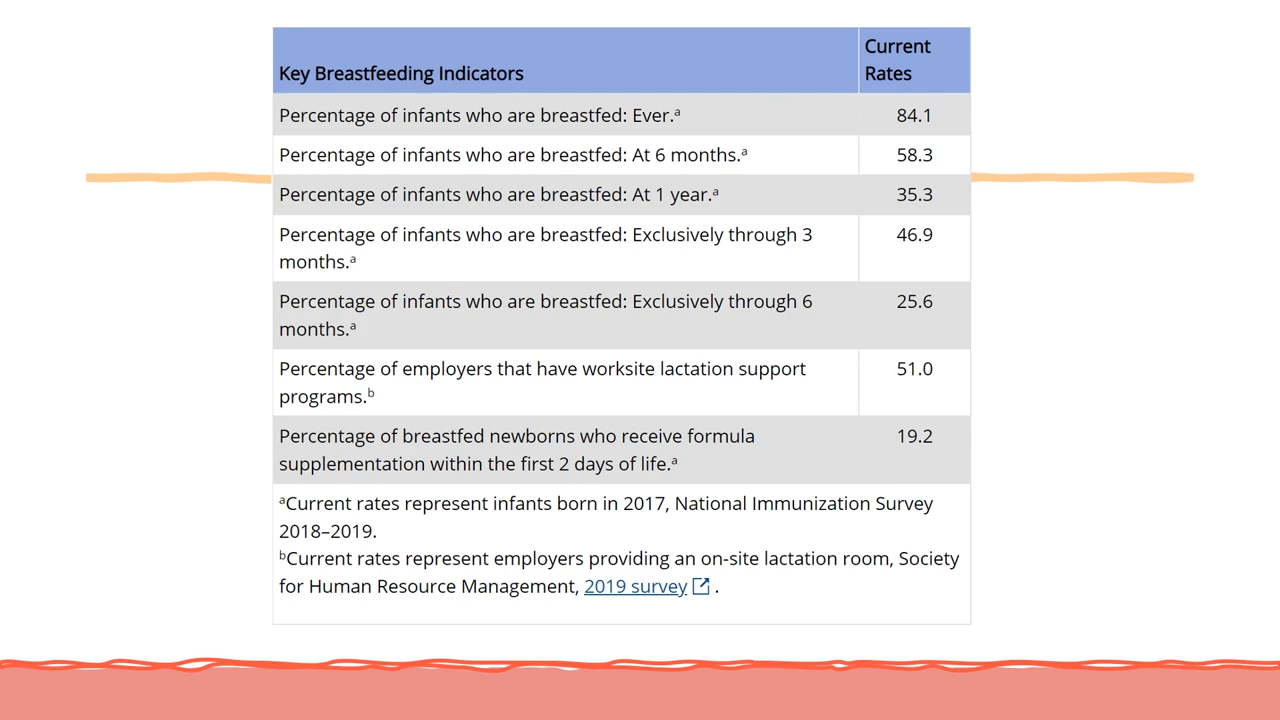 Key Breastfeeding Indicators
Current
Rates
Percentage of infants who are breastfed: Ever.ᵃ 84.1
Percentage of infants who are breastfed: At 6 months.ᵃ 58.3
Percentage of infants who are breastfed: At 1 year.ᵃ 35.3
Percentage of infants who are breastfed: Exclusively through 3 46.9
months.ᵃ
Percentage of infants who are breastfed: Exclusively through 6 25.6
months.ᵃ
Percentage of employers that have worksite lactation support 51.0
programs.ᵇ
Percentage of breastfed newborns who receive formula 19.2
supplementation within the first 2 days of life.ᵃ
ᵃCurrent rates represent infants born in 2017, National Immunization Survey
2018–2019.
ᵇCurrent rates represent employers providing an on-site lactation room, Society
for Human Resource Management, 2019 survey .